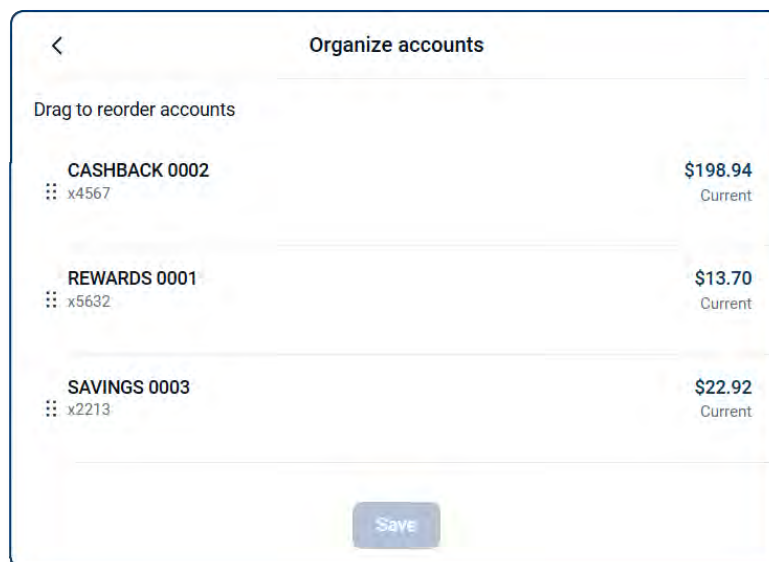 Organize accounts
Drag to reorder accounts
CASHBACK 0002
$198.94
x4567
Current
REWARDS 0001
$13.70
x5632
Current
SAVINGS 0003
$22.92
x2213
Current
Save